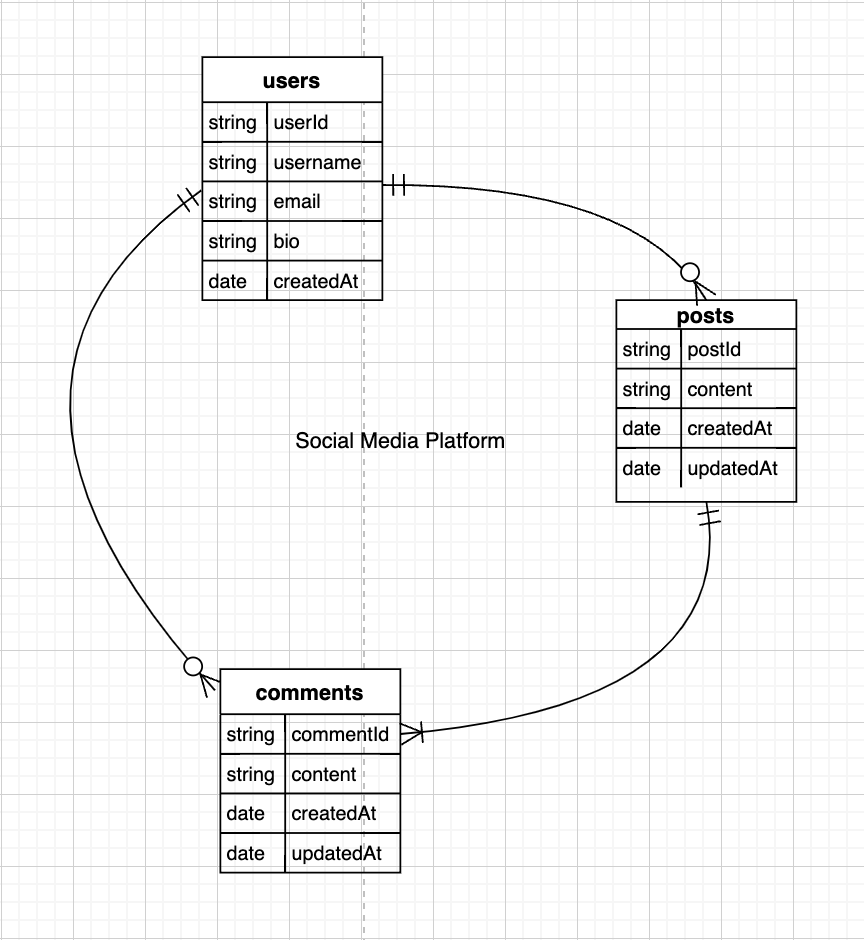 users
string userId
string username
string email
string bio
date createdAt
posts
string postId
string content
date createdAt
date updatedAt
Social Media Platform
comments
string commentId
string content
date createdAt
date updatedAt